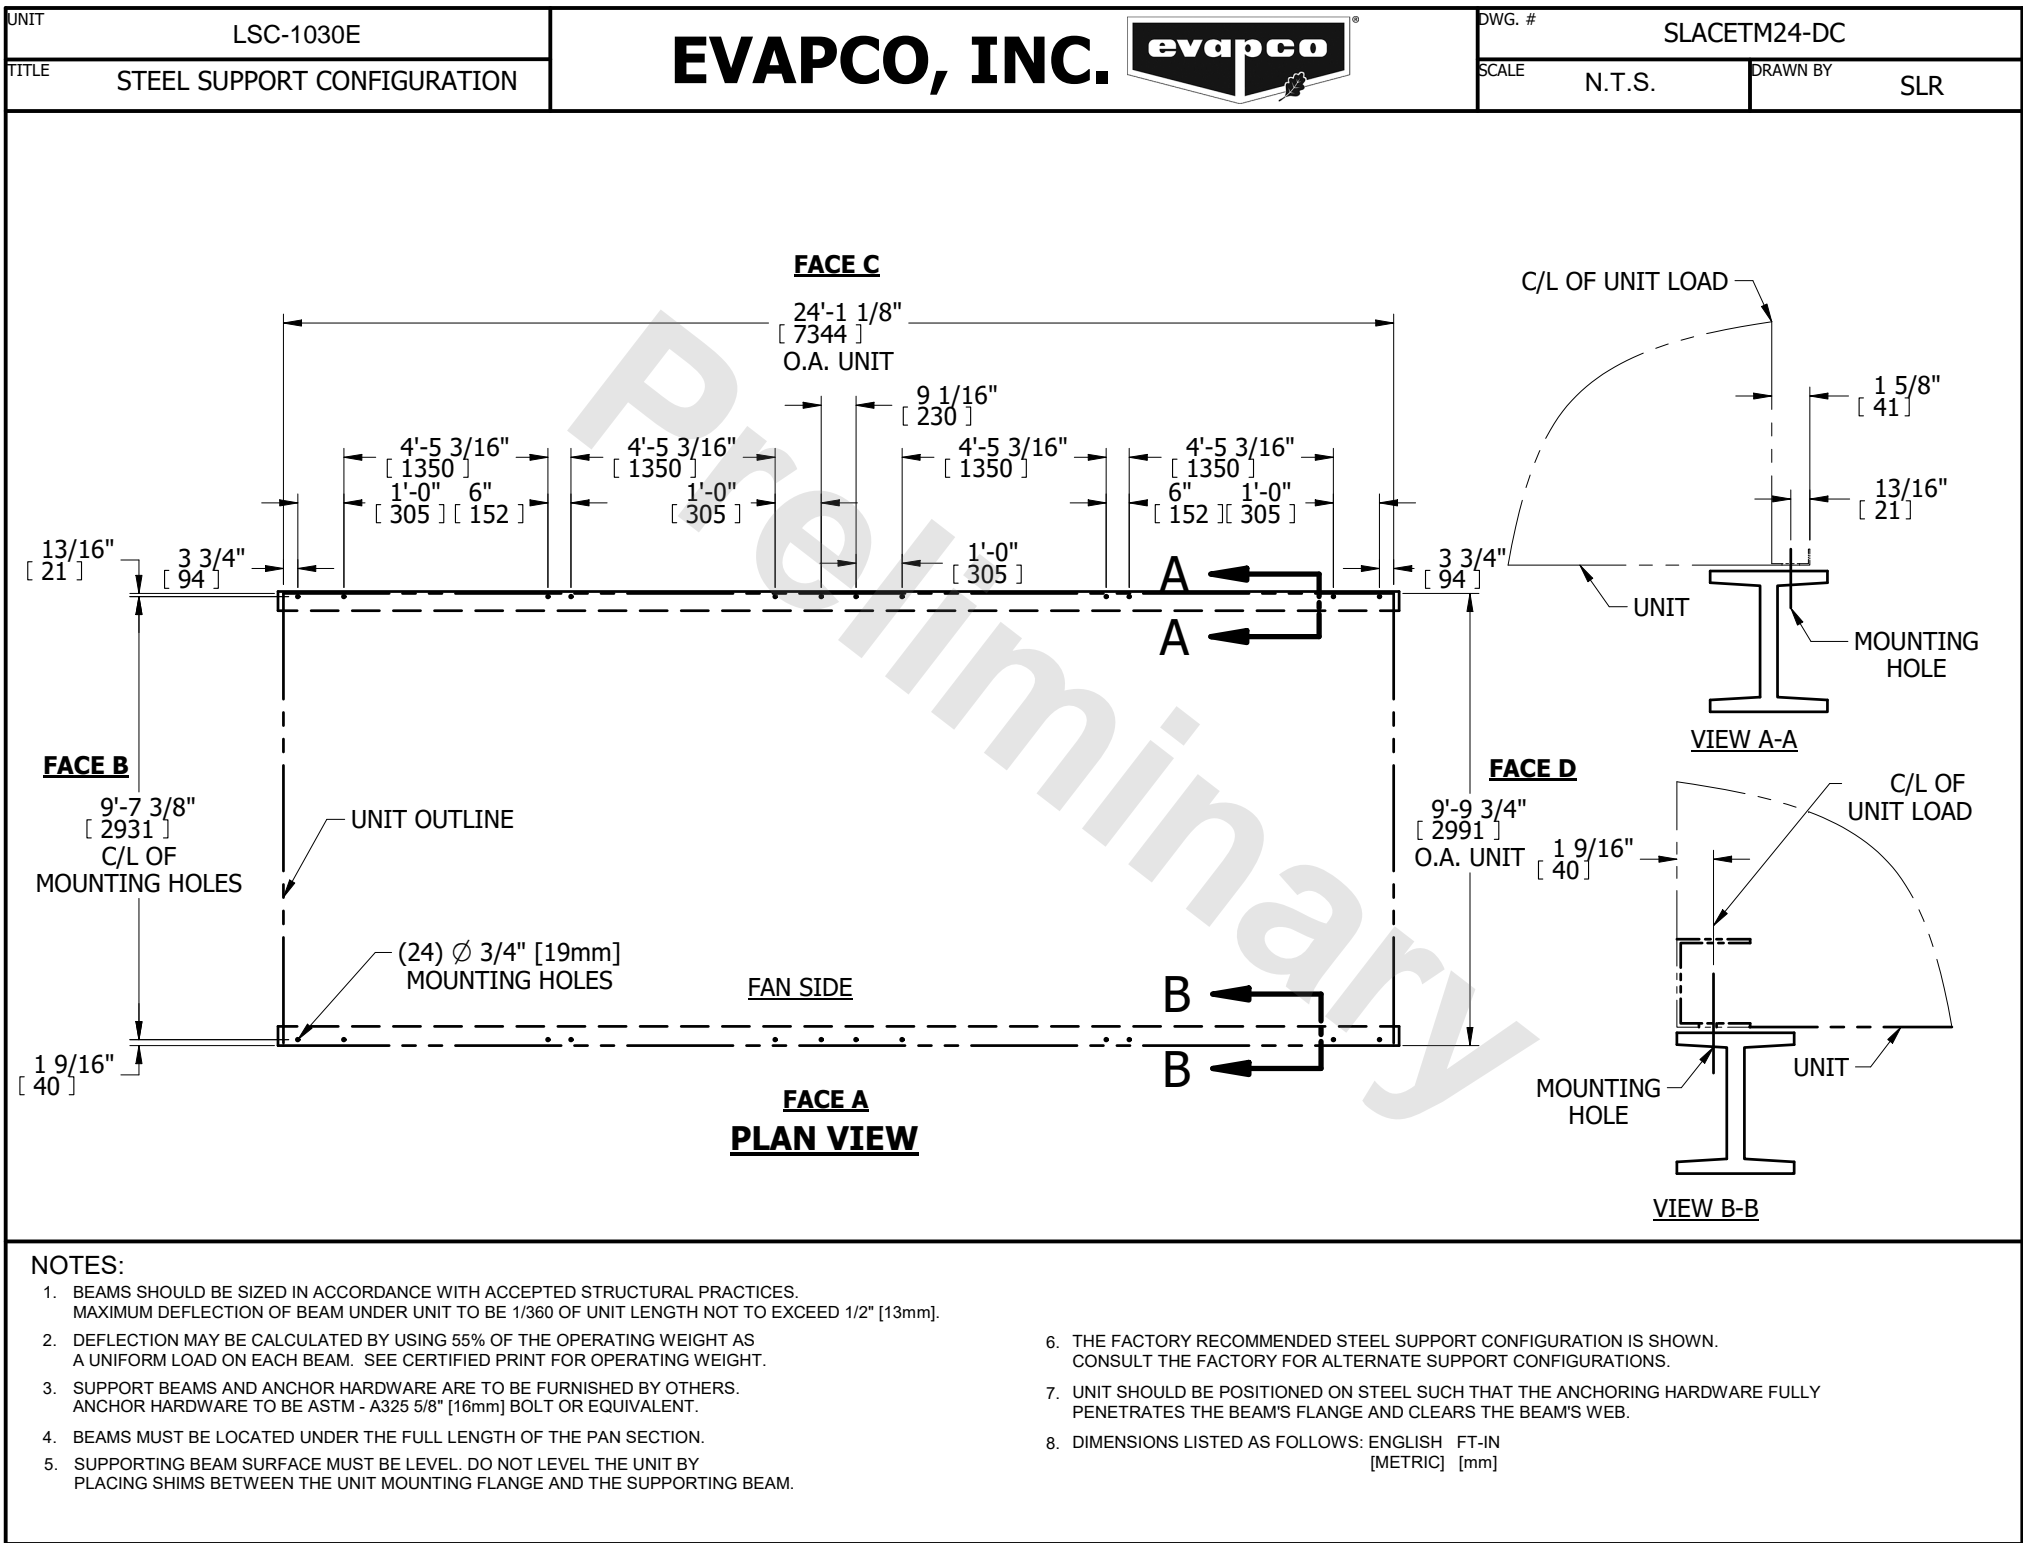 UNIT
LSC-1030E
TITLE
STEEL SUPPORT CONFIGURATION
EVAPCO, INC.
evapco
®
DWG. #
SLACETM24-DC
SCALE
N.T.S.
DRAWN BY
SLR
FACE C
24'-1 1/8"
[ 7344 ]
O.A. UNIT
9 1/16"
[ 230 ]
4'-5 3/16"
[ 1350 ]
4'-5 3/16"
[ 1350 ]
4'-5 3/16"
[ 1350 ]
4'-5 3/16"
[ 1350 ]
1'-0"
[ 305 ]
6"
[ 152 ]
1'-0"
[ 305 ]
6"
[ 152 ]
1'-0"
[ 305 ]
13/16"
[ 21 ]
3 3/4"
[ 94 ]
1'-0"
[ 305 ]
3 3/4"
[ 94 ]
A
A
FACE B
9'-7 3/8"
[ 2931 ]
C/L OF
MOUNTING HOLES
UNIT OUTLINE
FACE D
9'-9 3/4"
[ 2991 ]
O.A. UNIT
(24) Ø 3/4" [19mm]
MOUNTING HOLES
FAN SIDE
B
B
1 9/16"
[ 40 ]
FACE A
PLAN VIEW
Preliminary
C/L OF UNIT LOAD
1 5/8"
[ 41 ]
13/16"
[ 21 ]
UNIT
MOUNTING
HOLE
VIEW A-A
C/L OF
UNIT LOAD
1 9/16"
[ 40 ]
UNIT
MOUNTING
HOLE
VIEW B-B
NOTES:
1. BEAMS SHOULD BE SIZED IN ACCORDANCE WITH ACCEPTED STRUCTURAL PRACTICES.
MAXIMUM DEFLECTION OF BEAM UNDER UNIT TO BE 1/360 OF UNIT LENGTH NOT TO EXCEED 1/2" [13mm].
2. DEFLECTION MAY BE CALCULATED BY USING 55% OF THE OPERATING WEIGHT AS
A UNIFORM LOAD ON EACH BEAM. SEE CERTIFIED PRINT FOR OPERATING WEIGHT.
3. SUPPORT BEAMS AND ANCHOR HARDWARE ARE TO BE FURNISHED BY OTHERS.
ANCHOR HARDWARE TO BE ASTM - A325 5/8" [16mm] BOLT OR EQUIVALENT.
4. BEAMS MUST BE LOCATED UNDER THE FULL LENGTH OF THE PAN SECTION.
5. SUPPORTING BEAM SURFACE MUST BE LEVEL. DO NOT LEVEL THE UNIT BY
PLACING SHIMS BETWEEN THE UNIT MOUNTING FLANGE AND THE SUPPORTING BEAM.
6. THE FACTORY RECOMMENDED STEEL SUPPORT CONFIGURATION IS SHOWN.
CONSULT THE FACTORY FOR ALTERNATE SUPPORT CONFIGURATIONS.
7. UNIT SHOULD BE POSITIONED ON STEEL SUCH THAT THE ANCHORING HARDWARE FULLY
PENETRATES THE BEAM'S FLANGE AND CLEARS THE BEAM'S WEB.
8. DIMENSIONS LISTED AS FOLLOWS: ENGLISH FT-IN
[METRIC] [mm]